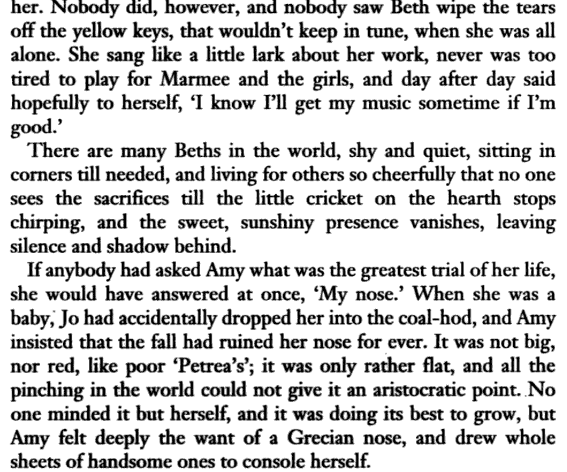 her. Nobody did, however, and nobody saw Beth wipe the tears
off the yellow keys, that wouldn't keep in tune, when she was all
alone. She sang like a little lark about her work, never was too
tired to play for Marmee and the girls, and day after day said
hopefully to herself, ‘I know I'll get my music sometime if I'm
good.’
There are many Beths in the world, shy and quiet, sitting in
corners till needed, and living for others so cheerfully that no one
sees the sacrifices till the little cricket on the hearth stops
chirping, and the sweet, sunshiny presence vanishes, leaving
silence and shadow behind.
If anybody had asked Amy what was the greatest trial of her life,
she would have answered at once, ‘My nose.’ When she was a
baby, Jo had accidentally dropped her into the coal-hod, and Amy
insisted that the fall had ruined her nose for ever. It was not big,
nor red, like poor ‘Petrea's’; it was only rather flat, and all the
pinching in the world could not give it an aristocratic point. No
one minded it but herself, and it was doing its best to grow, but
Amy felt deeply the want of a Grecian nose, and drew whole
sheets of handsome ones to console herself.